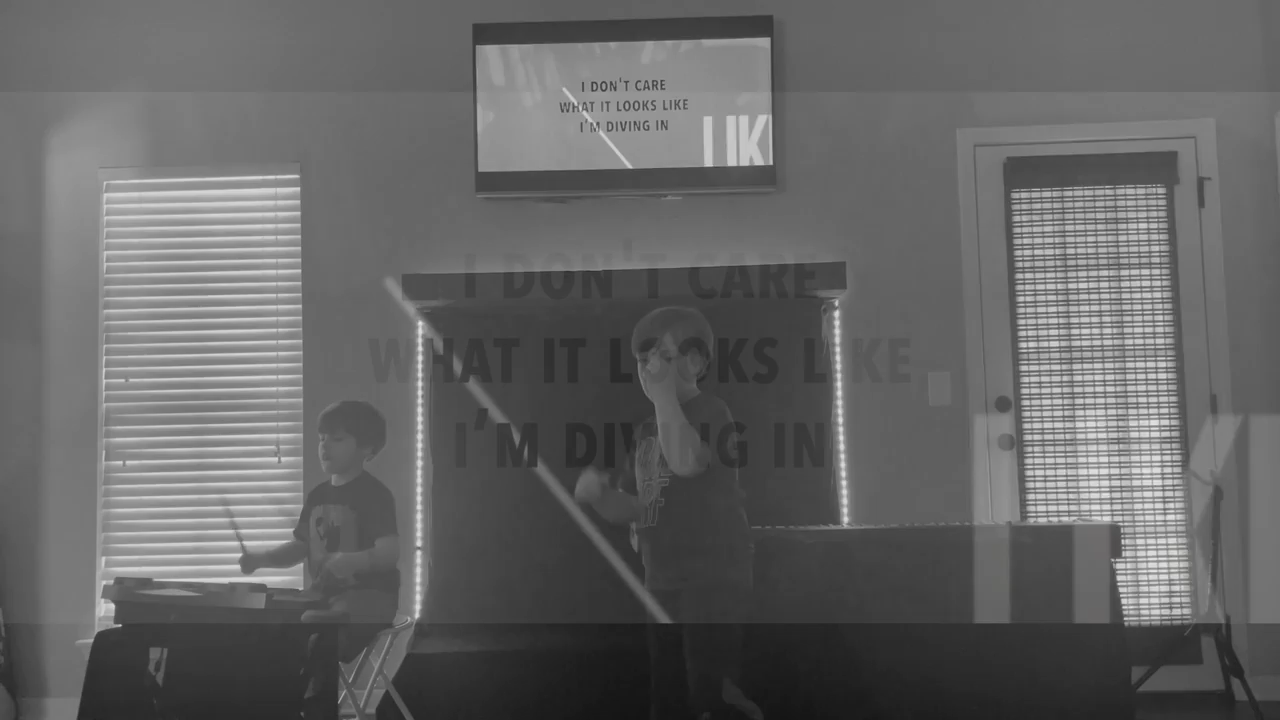 I DON'T CARE
WHAT IT LOOKS LIKE
I'M DIVING IN
LIK
I DON'T CARE
WHAT IT LOOKS LIKE
I'M DIVING IN